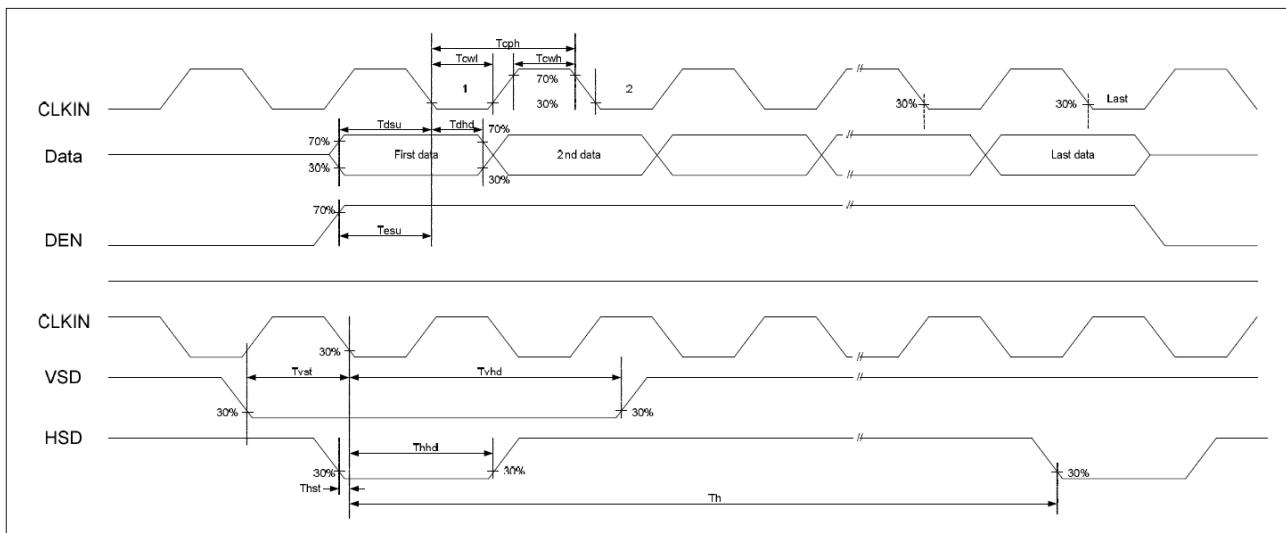 Tcph
Tcwl
Tcwh
1
70%
30%
2
30%
30%
Last
CLKIN
Tdsu
Tdhd
70%
70%
Data
First data
2nd data
//
Last data
30%
30%
70%
DEN
Tesu
//
CLKIN
30%
//
VSD
Tvst
Tvhd
//
30%
30%
HSD
Thhd
//
30%
30%
30%
Thst
Th